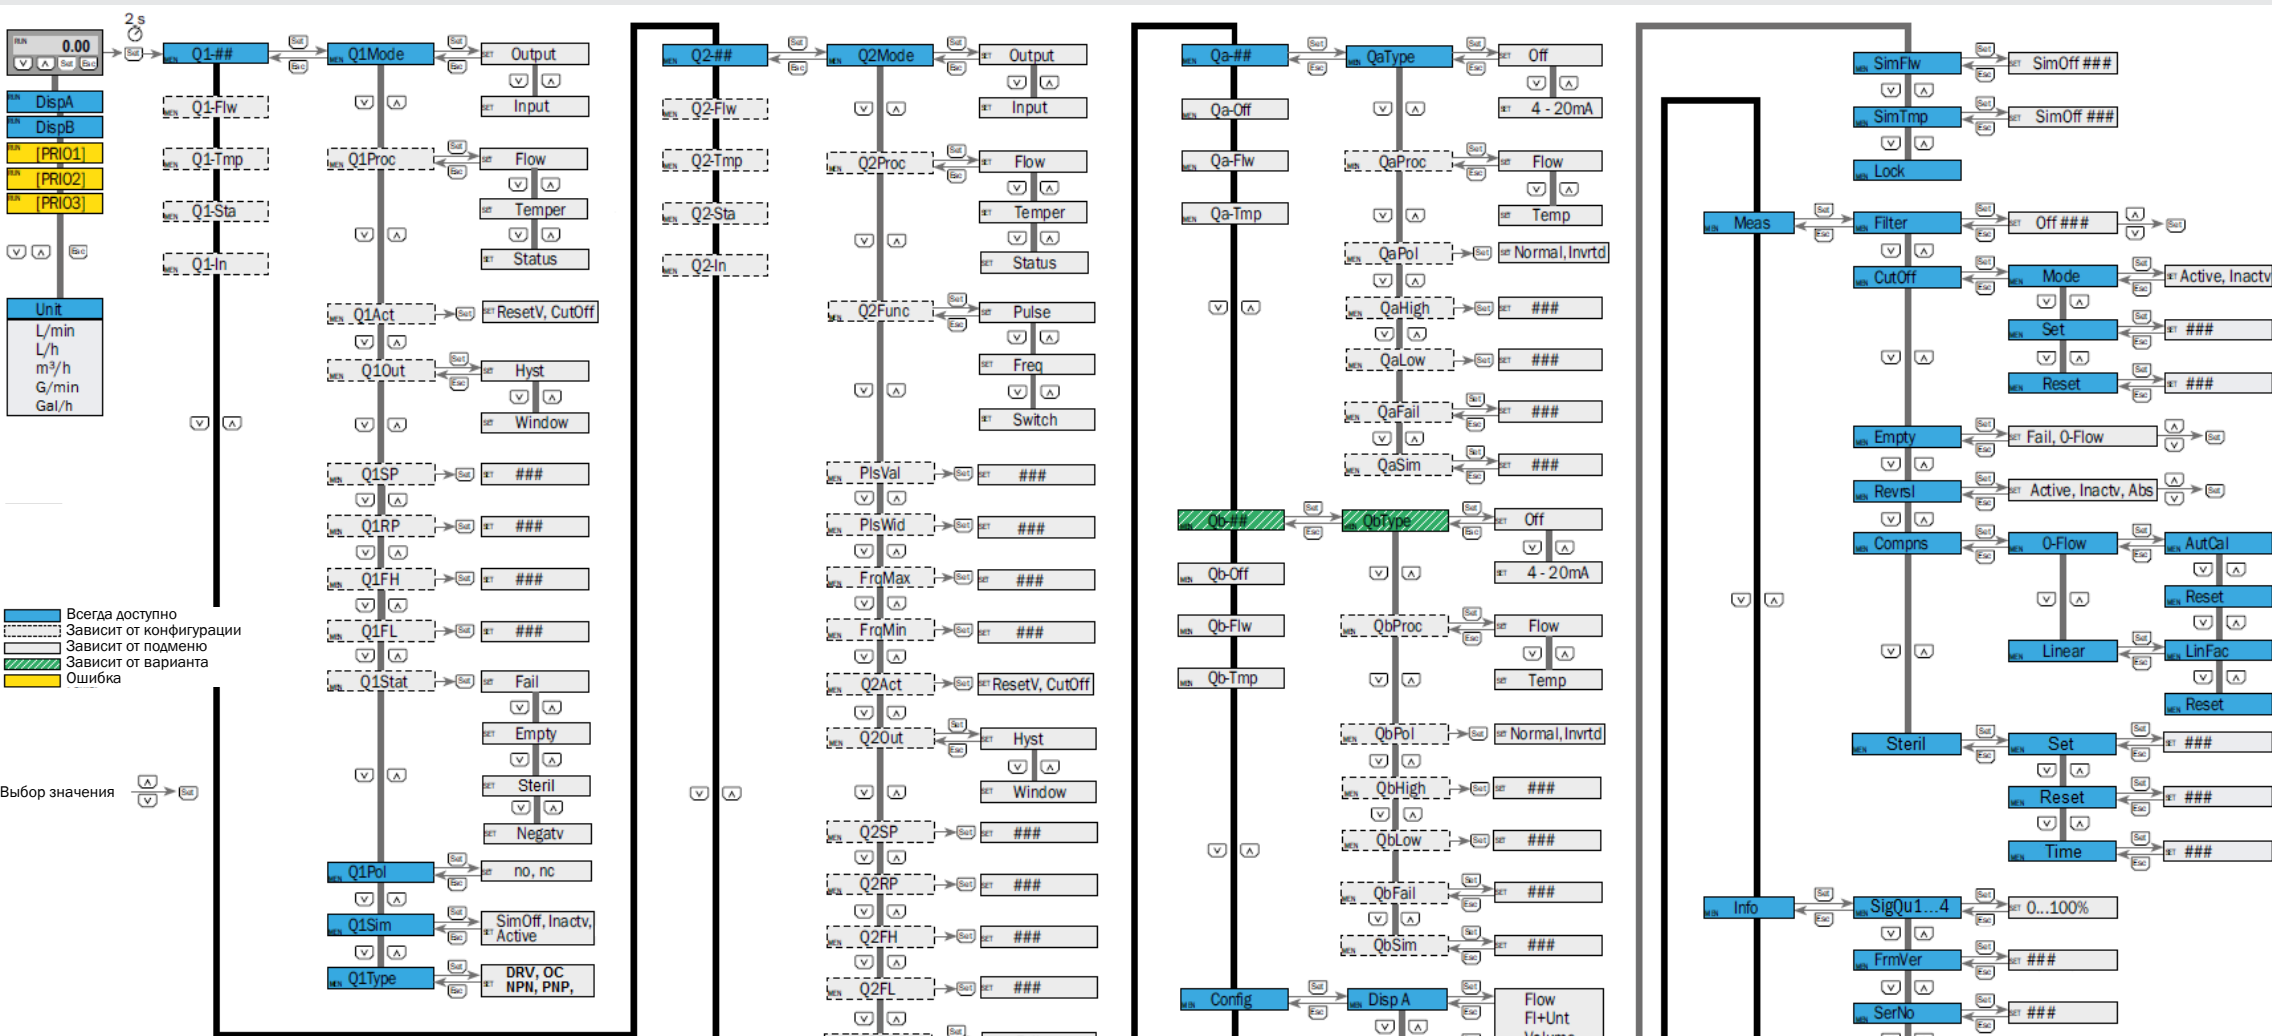 2 s
RUN 0.00
Set Esc
DispA
DispB
[PRIO1]
[PRIO2]
[PRIO3]
Esc
Unit
L/min
L/h
m³/h
G/min
Gal/h
Всегда доступно
Зависит от конфигурации
Зависит от подменю
Зависит от варианта
Ошибка
Выбор значения
Set
Q1-##
Q1-Flw
Q1-Tmp
Q1-Sta
Q1-In
Q1Mode
Output
Input
Q1Proc
Flow
Temper
Status
Q1Act
ResetV, CutOff
Q1Out
Hyst
Window
Q1SP
###
Q1RP
###
Q1FH
###
Q1FL
###
Q1Stat
Fail
Empty
Steril
Negatv
Q1Pol
no, nc
Q1Sim
SimOff, Inactv,
Active
Q1Type
DRV, OC
NPN, PNP,
Q2-##
Q2-Flw
Q2-Tmp
Q2-Sta
Q2-In
Q2Mode
Output
Input
Q2Proc
Flow
Temper
Status
Q2Func
Pulse
Freq
Switch
PlsVal
###
PlsWid
###
FrqMax
###
FrqMin
###
Q2Act
ResetV, CutOff
Q2Out
Hyst
Window
Q2SP
###
Q2RP
###
Q2FH
###
Q2FL
###
Qa-##
Qa-Off
Qa-Flw
Qa-Tmp
QaType
Off
4 - 20mA
QaProc
Flow
Temp
QaPol
Normal, Invrtd
QaHigh
###
QaLow
###
QaFail
###
QaSim
###
Qb-##
Qb-Off
Qb-Flw
Qb-Tmp
QbType
Off
4 - 20mA
QbProc
Flow
Temp
QbPol
Normal, Invrtd
QbHigh
###
QbLow
###
QbFail
###
QbSim
###
Config
Disp A
Flow
Fl+Unt
SimFlw
SimOff ###
SimTmp
SimOff ###
Lock
Meas
Filter
Off ###
CutOff
Mode
Active, Inactv
Set
###
Reset
###
Empty
Fail, 0-Flow
Revrsl
Active, Inactv, Abs
Compns
0-Flow
AutCal
Reset
Linear
LinFac
Reset
Steril
Set
###
Reset
###
Time
###
Info
SigQu1...4
0...100%
FrmVer
###
SerNo
###